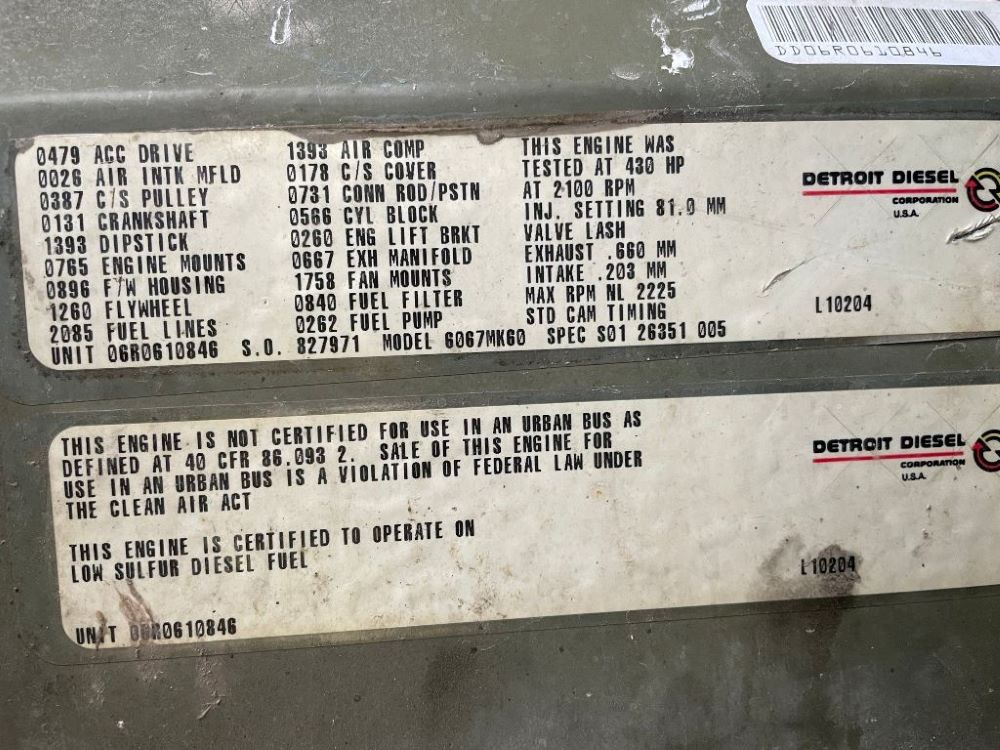 DD06R0610846
0479 ACC DRIVE
0026 AIR INTK MFLD
0387 C/S PULLEY
0131 CRANKSHAFT
1393 DIPSTICK
0765 ENGINE MOUNTS
0896 F/W HOUSING
1260 FLYWHEEL
2085 FUEL LINES
1393 AIR COMP
0178 C/S COVER
0731 CONN ROD/PSTN
0566 CYL BLOCK
0260 ENG LIFT BRKT
0667 EXH MANIFOLD
1758 FAN MOUNTS
0840 FUEL FILTER
0262 FUEL PUMP
THIS ENGINE WAS
TESTED AT 430 HP
AT 2100 RPM
INJ. SETTING 81.0 MM
VALVE LASH
EXHAUST .660 MM
INTAKE .203 MM
MAX RPM NL 2225
STD CAM TIMING
UNIT 06R0610846 S.O. 827971 MODEL 6067MK60 SPEC S01 26351 005
DETROIT DIESEL
CORPORATION
U.S.A.
L10204
THIS ENGINE IS NOT CERTIFIED FOR USE IN AN URBAN BUS AS
DEFINED AT 40 CFR 86.093 2. SALE OF THIS ENGINE FOR
USE IN AN URBAN BUS IS A VIOLATION OF FEDERAL LAW UNDER
THE CLEAN AIR ACT
THIS ENGINE IS CERTIFIED TO OPERATE ON
LOW SULFUR DIESEL FUEL
UNIT 06R0610846
DETROIT DIESEL
CORPORATION
U.S.A.
L10204